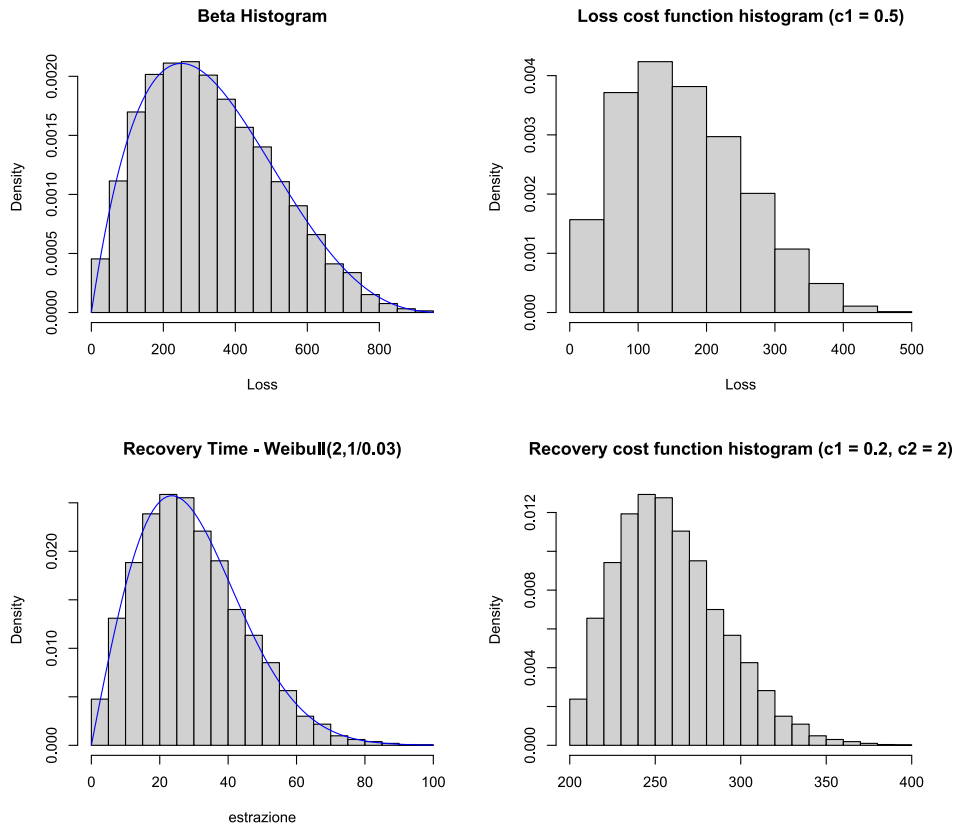 Beta Histogram
Density
0.0000 0.0005 0.0010 0.0015 0.0020
0 200 400 600 800
Loss
Loss cost function histogram (c1 = 0.5)
Density
0.000 0.001 0.002 0.003 0.004
0 100 200 300 400 500
Loss
Recovery Time - Weibull(2,1/0.03)
Density
0.000 0.010 0.020
0 20 40 60 80 100
estrazione
Recovery cost function histogram (c1 = 0.2, c2 = 2)
Density
0.000 0.004 0.008 0.012
200 250 300 350 400